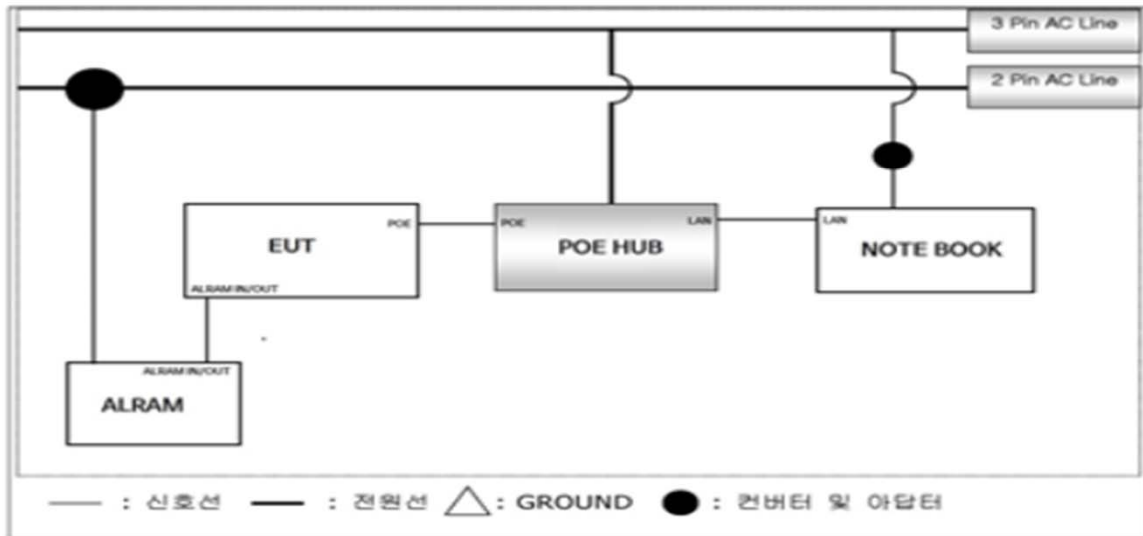 3 Pin AC Line
2 Pin AC Line
POE
POE
LAN
LAN
EUT
POE HUB
NOTE BOOK
ALRAM IN/OUT
ALRAM IN/OUT
ALRAM
: 신호선 : 전원선 : GROUND : 컨버터 및 아답터